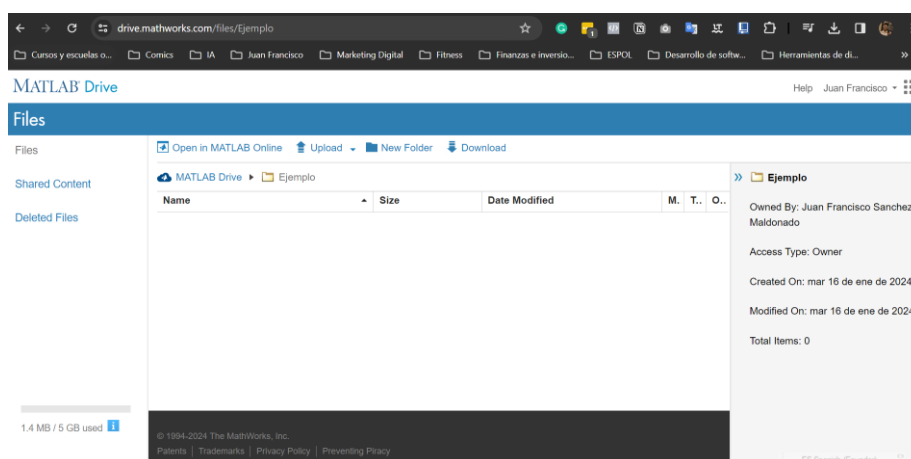 drive.mathworks.com/files/Ejemplo
1
Cursos y escuelas o... Comics IA Juan Francisco Marketing Digital Fitness Finanzas e inversio... ESPOL Desarrollo de softw... Herramientas de di... »
MATLAB Drive Help Juan Francisco
Files
Files Open in MATLAB Online Upload New Folder Download
MATLAB Drive Ejemplo » Ejemplo
Shared Content
Name Size Date Modified M. T.. O..
Owned By: Juan Francisco Sanchez
Deleted Files
Maldonado
Access Type: Owner
Created On: mar 16 de ene de 2024
Modified On: mar 16 de ene de 2024
Total Items: 0
1.4 MB / 5 GB used i
© 1994-2024 The MathWorks, Inc.
Patents | Trademarks | Privacy Policy | Preventing Piracy